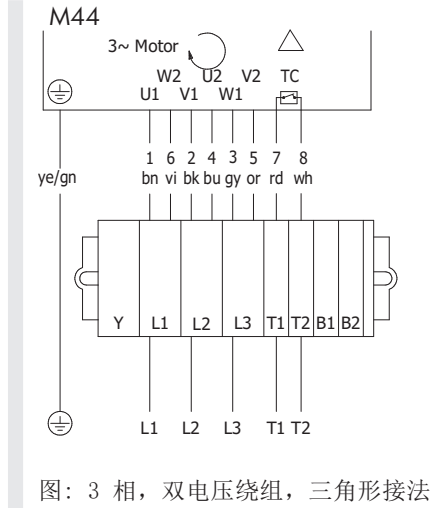 M44
3~ Motor
W2 U2 V2 TC
U1 V1 W1
1 6 2 4 3 5 7 8
ye/gn bn vi bk bu gy or rd wh
Y L1 L2 L3 T1 T2 B1 B2
L1 L2 L3 T1 T2
图: 3 相，双电压绕组，三角形接法